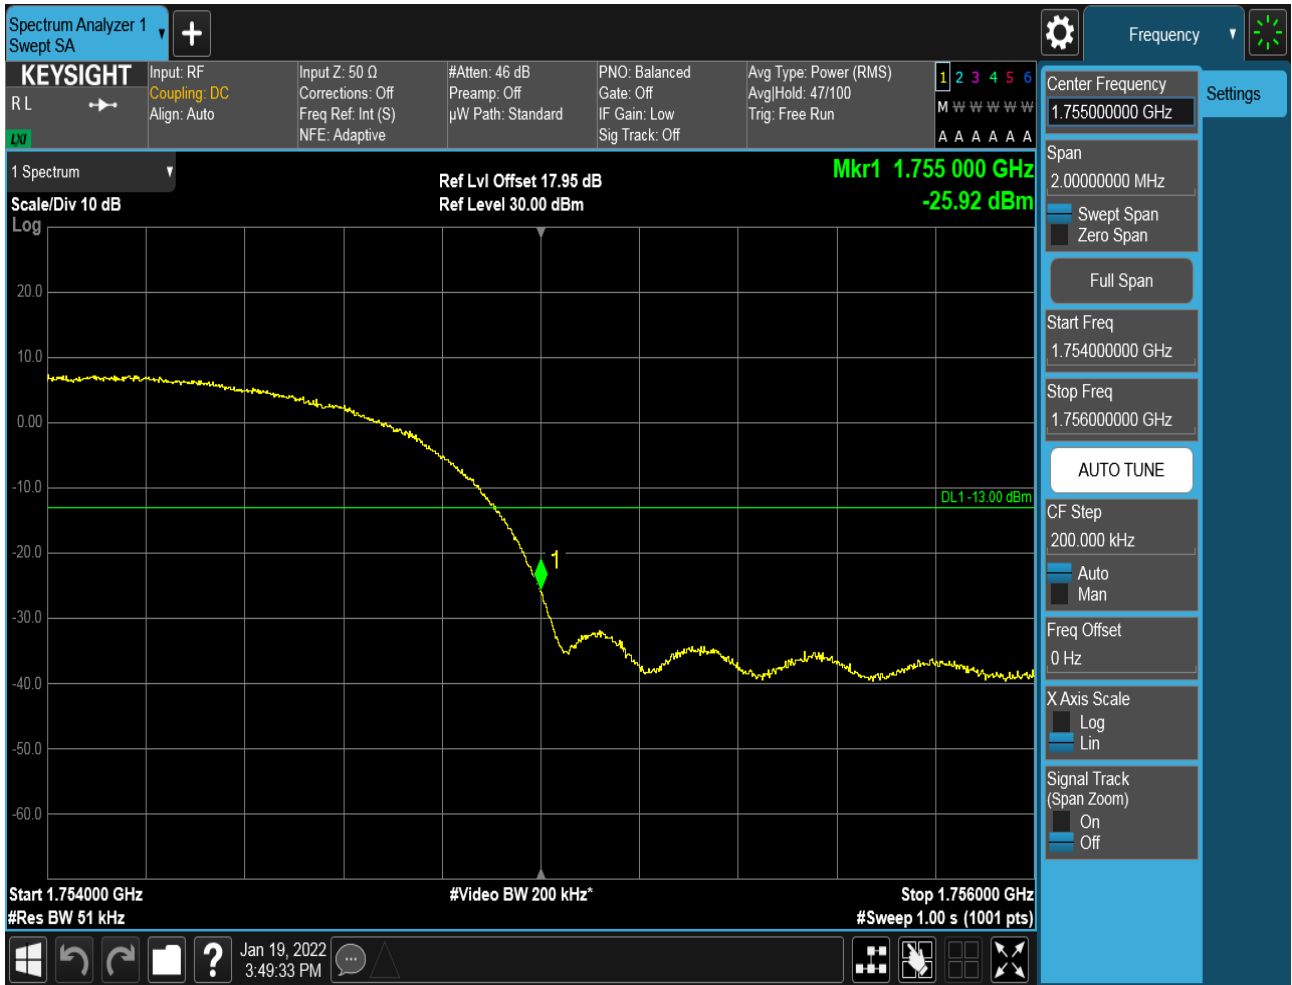 Spectrum Analyzer 1
Swept SA
Frequency
KEYSIGHT
R L
LXI
Input: RF
Coupling: DC
Align: Auto
Input Z: 50 Ω
Corrections: Off
Freq Ref: Int (S)
NFE: Adaptive
#Atten: 46 dB
Preamp: Off
µW Path: Standard
PNO: Balanced
Gate: Off
IF Gain: Low
Sig Track: Off
Avg Type: Power (RMS)
Avg|Hold: 47/100
Trig: Free Run
1 2 3 4 5 6
M W W W W W
A A A A A A
1 Spectrum
Scale/Div 10 dB
Log
Ref Lvl Offset 17.95 dB
Ref Level 30.00 dBm
Mkr1 1.755 000 GHz
-25.92 dBm
20.0
10.0
0.00
-10.0
DL1 -13.00 dBm
-20.0
1
-30.0
-40.0
-50.0
-60.0
Start 1.754000 GHz
#Res BW 51 kHz
#Video BW 200 kHz*
Stop 1.756000 GHz
#Sweep 1.00 s (1001 pts)
Center Frequency
1.755000000 GHz
Settings
Span
2.00000000 MHz
Swept Span
Zero Span
Full Span
Start Freq
1.754000000 GHz
Stop Freq
1.756000000 GHz
AUTO TUNE
CF Step
200.000 kHz
Auto
Man
Freq Offset
0 Hz
X Axis Scale
Log
Lin
Signal Track
(Span Zoom)
On
Off
?
Jan 19, 2022
3:49:33 PM